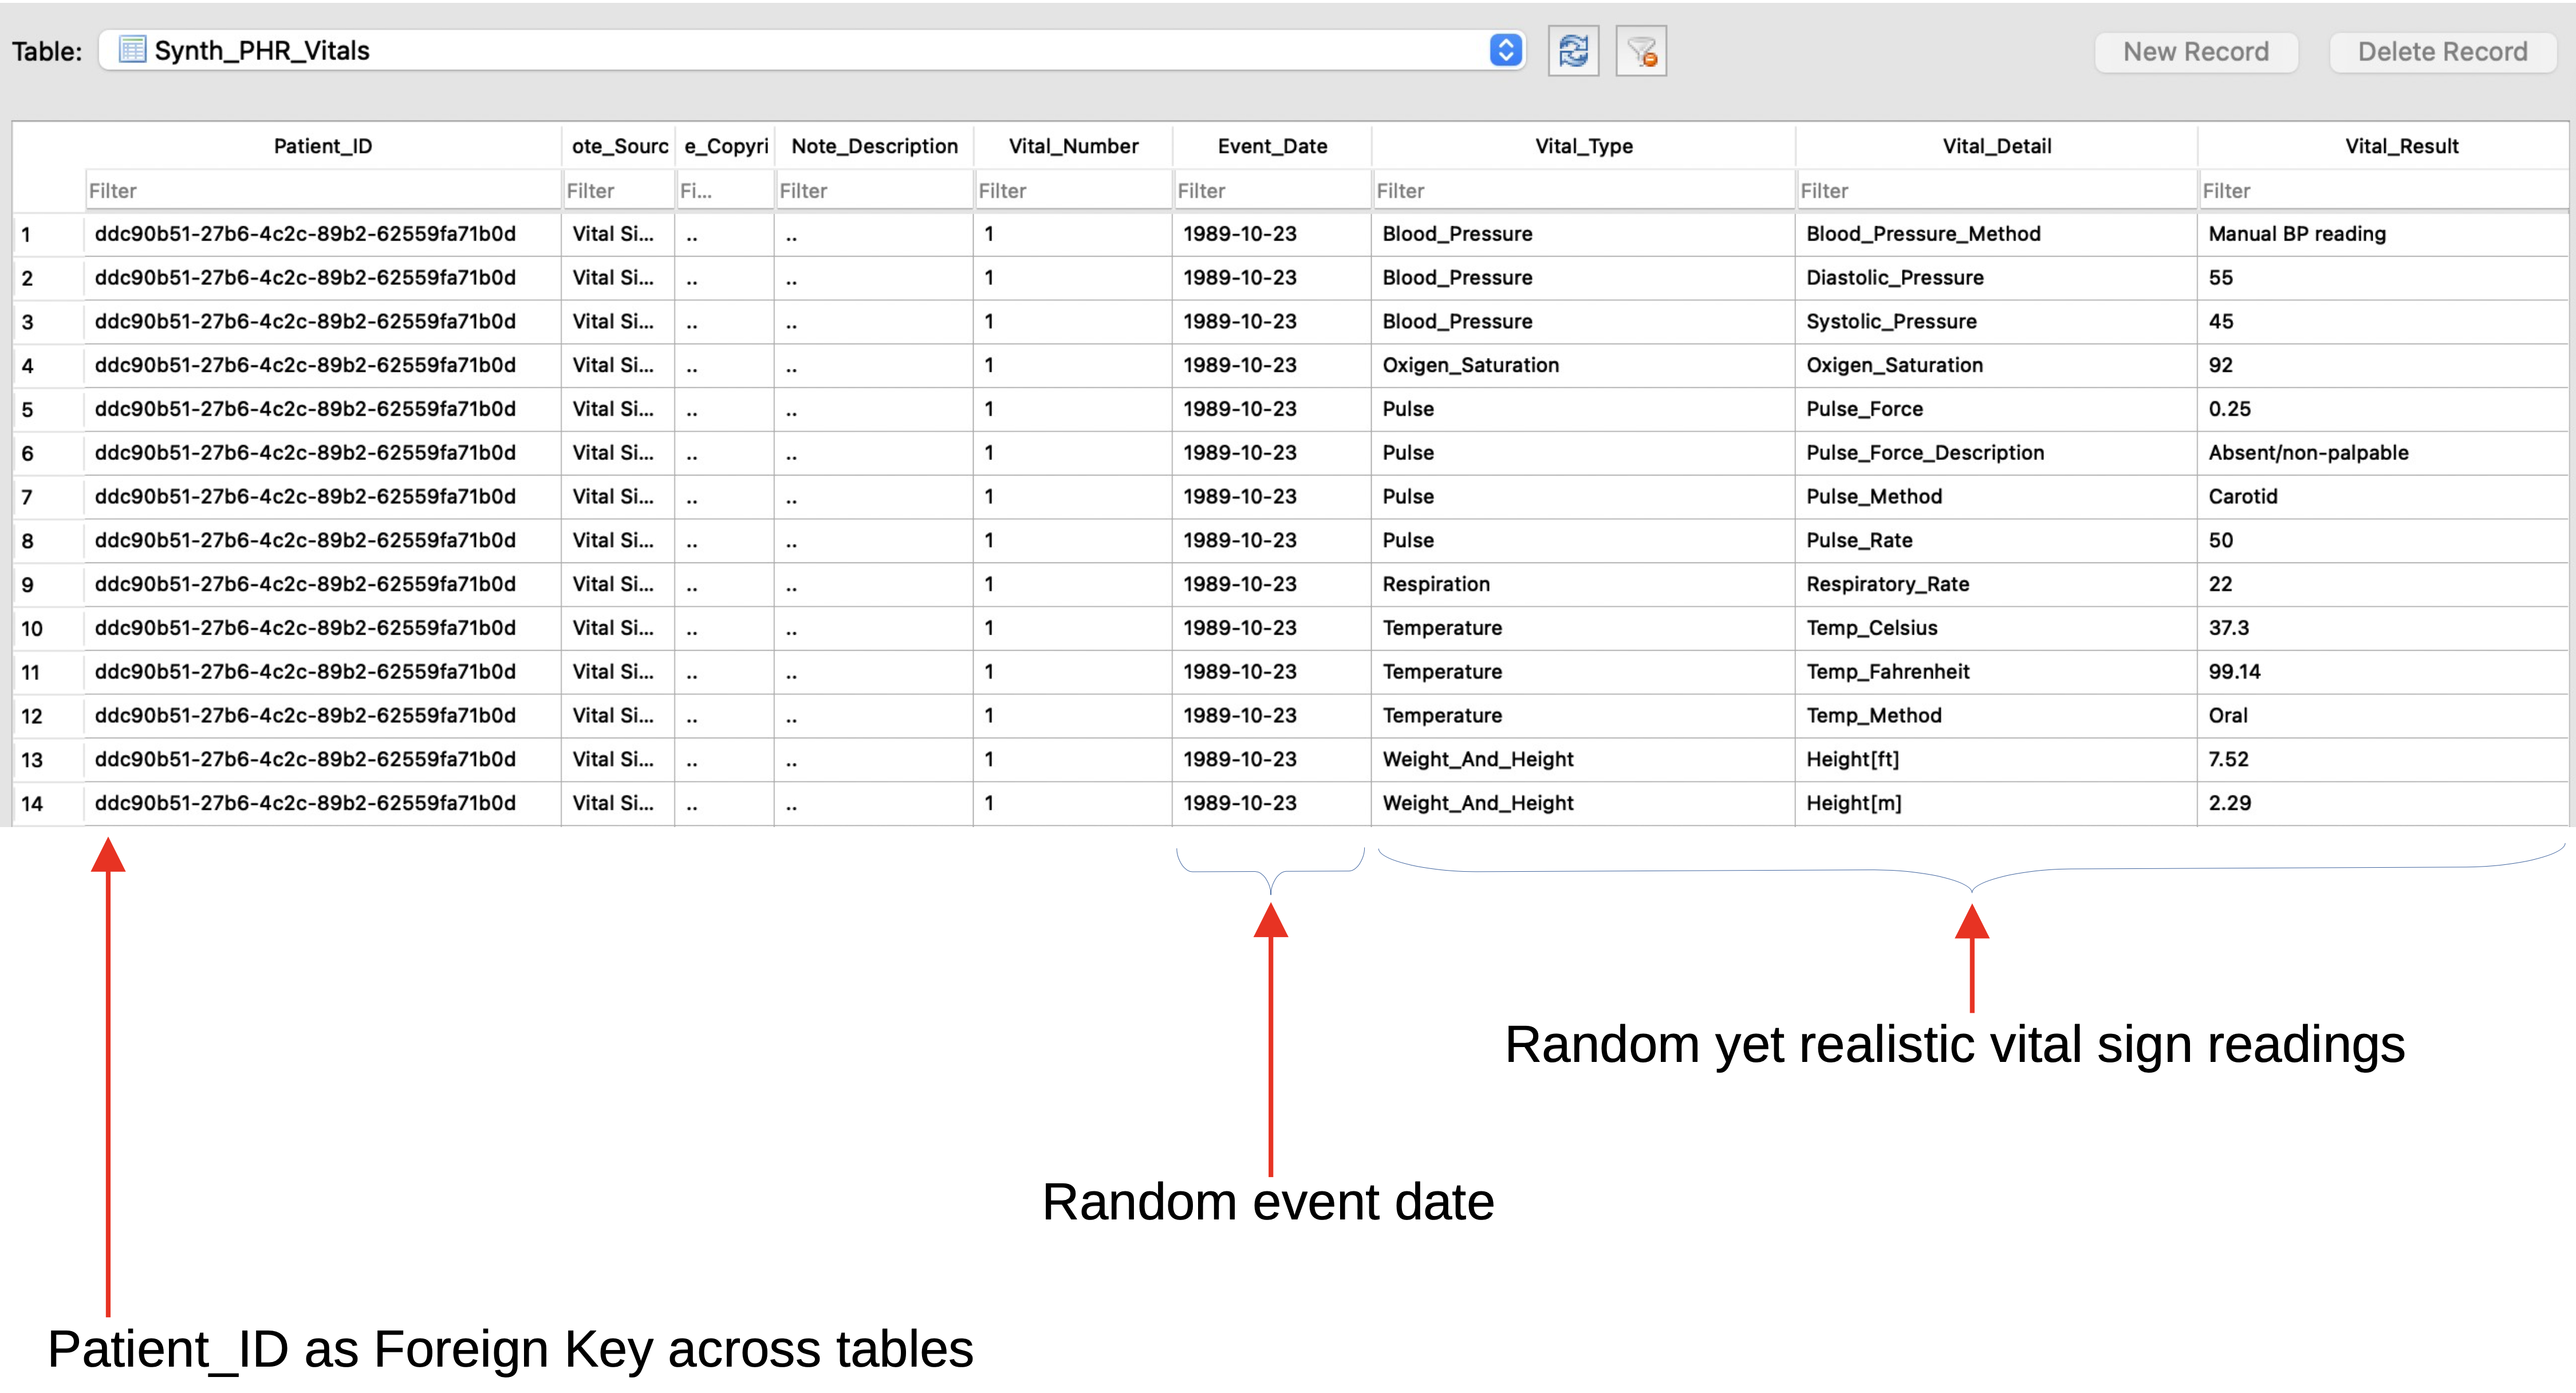 Table: Synth_PHR_Vitals New Record Delete Record
Patient_ID ote_Sourc e_Copyri Note_Description Vital_Number Event_Date Vital_Type Vital_Detail Vital_Result
Filter Filter Fi... Filter Filter Filter Filter Filter Filter
1 ddc90b51-27b6-4c2c-89b2-62559fa71b0d Vital Si... .. .. 1 1989-10-23 Blood_Pressure Blood_Pressure_Method Manual BP reading
2 ddc90b51-27b6-4c2c-89b2-62559fa71b0d Vital Si... .. .. 1 1989-10-23 Blood_Pressure Diastolic_Pressure 55
3 ddc90b51-27b6-4c2c-89b2-62559fa71b0d Vital Si... .. .. 1 1989-10-23 Blood_Pressure Systolic_Pressure 45
4 ddc90b51-27b6-4c2c-89b2-62559fa71b0d Vital Si... .. .. 1 1989-10-23 Oxigen_Saturation Oxigen_Saturation 92
5 ddc90b51-27b6-4c2c-89b2-62559fa71b0d Vital Si... .. .. 1 1989-10-23 Pulse Pulse_Force 0.25
6 ddc90b51-27b6-4c2c-89b2-62559fa71b0d Vital Si... .. .. 1 1989-10-23 Pulse Pulse_Force_Description Absent/non-palpable
7 ddc90b51-27b6-4c2c-89b2-62559fa71b0d Vital Si... .. .. 1 1989-10-23 Pulse Pulse_Method Carotid
8 ddc90b51-27b6-4c2c-89b2-62559fa71b0d Vital Si... .. .. 1 1989-10-23 Pulse Pulse_Rate 50
9 ddc90b51-27b6-4c2c-89b2-62559fa71b0d Vital Si... .. .. 1 1989-10-23 Respiration Respiratory_Rate 22
10 ddc90b51-27b6-4c2c-89b2-62559fa71b0d Vital Si... .. .. 1 1989-10-23 Temperature Temp_Celsius 37.3
11 ddc90b51-27b6-4c2c-89b2-62559fa71b0d Vital Si... .. .. 1 1989-10-23 Temperature Temp_Fahrenheit 99.14
12 ddc90b51-27b6-4c2c-89b2-62559fa71b0d Vital Si... .. .. 1 1989-10-23 Temperature Temp_Method Oral
13 ddc90b51-27b6-4c2c-89b2-62559fa71b0d Vital Si... .. .. 1 1989-10-23 Weight_And_Height Height[ft] 7.52
14 ddc90b51-27b6-4c2c-89b2-62559fa71b0d Vital Si... .. .. 1 1989-10-23 Weight_And_Height Height[m] 2.29
Random yet realistic vital sign readings
Random event date
Patient_ID as Foreign Key across tables